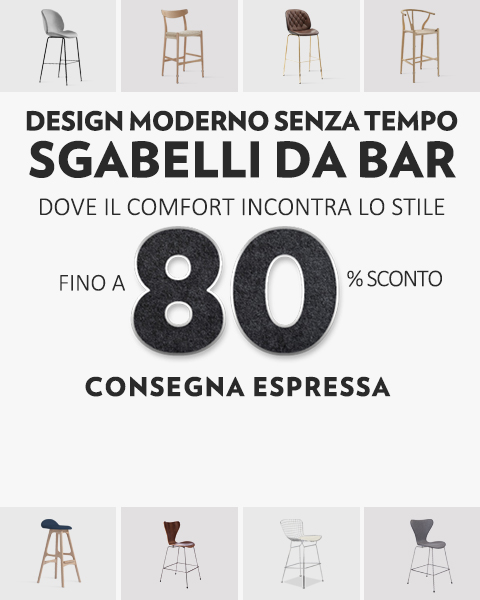 DESIGN MODERNO SENZA TEMPO
SGABELLI DA BAR
DOVE IL COMFORT INCONTRA LO STILE
FINO A 80 % SCONTO
CONSEGNA ESPRESSA